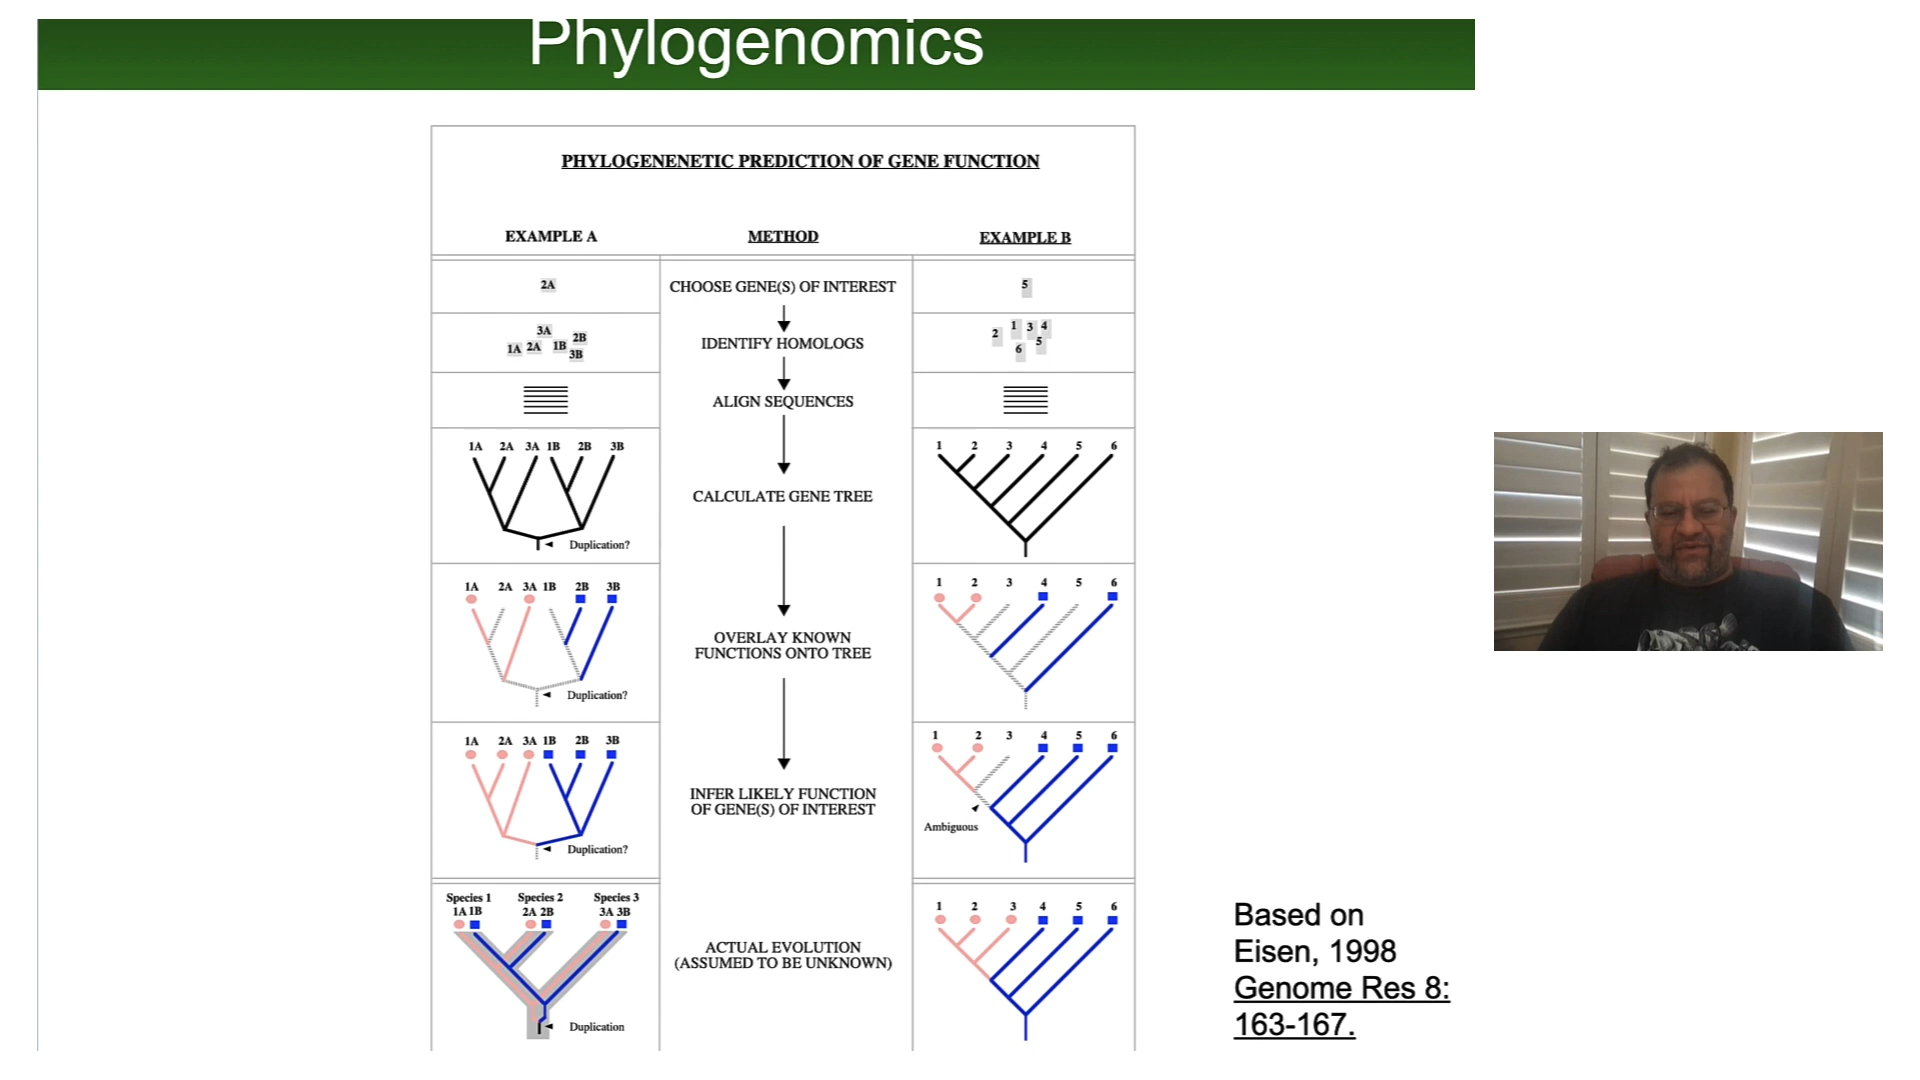 Phylogenomics
PHYLOGENENETIC PREDICTION OF GENE FUNCTION
EXAMPLE A METHOD EXAMPLE B
2A CHOOSE GENE(S) OF INTEREST 5
3A 2B 1A 2A 1B 3B IDENTIFY HOMOLOGS 2 1 3 4 5 6
ALIGN SEQUENCES
1A 2A 3A 1B 2B 3B 1 2 3 4 5 6
CALCULATE GENE TREE
Duplication?
1A 2A 3A 1B 2B 3B 1 2 3 4 5 6
OVERLAY KNOWN
FUNCTIONS ONTO TREE
Duplication?
1A 2A 3A 1B 2B 3B 1 2 3 4 5 6
INFER LIKELY FUNCTION
OF GENE(S) OF INTEREST
Ambiguous
Duplication?
Species 1 Species 2 Species 3
1A 1B 2A 2B 3A 3B 1 2 3 4 5 6
ACTUAL EVOLUTION
(ASSUMED TO BE UNKNOWN)
Duplication
Based on
Eisen, 1998
Genome Res 8:
163-167.